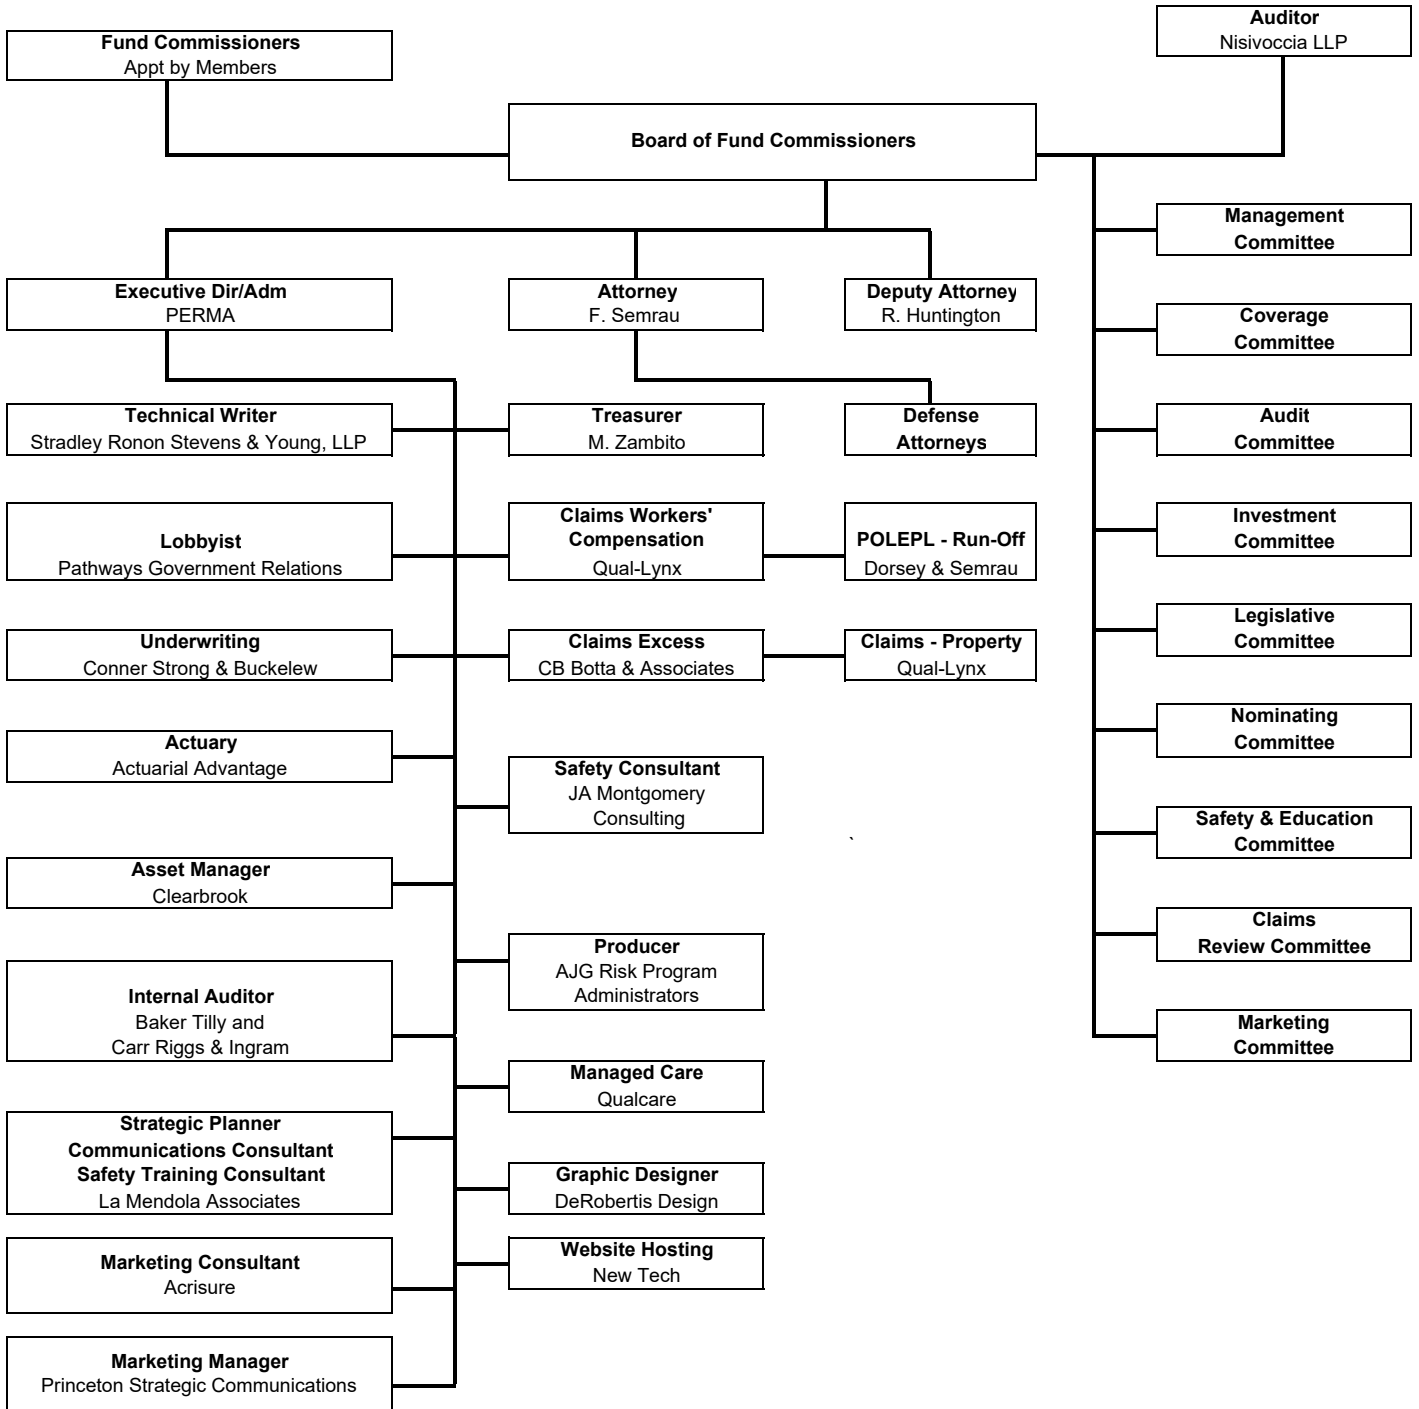 Fund Commissioners
Appt by Members
Auditor
Nisivoccia LLP
Board of Fund Commissioners
Management
Committee
Executive Dir/Adm
PERMA
Attorney
F. Semrau
Deputy Attorney
R. Huntington
Coverage
Committee
Technical Writer
Stradley Ronon Stevens & Young, LLP
Treasurer
M. Zambito
Defense
Attorneys
Audit
Committee
Lobbyist
Pathways Government Relations
Claims Workers'
Compensation
Qual-Lynx
POLEPL - Run-Off
Dorsey & Semrau
Investment
Committee
Underwriting
Conner Strong & Buckelew
Claims Excess
CB Botta & Associates
Claims - Property
Qual-Lynx
Legislative
Committee
Actuary
Actuarial Advantage
Safety Consultant
JA Montgomery
Consulting
`
Nominating
Committee
Safety & Education
Committee
Asset Manager
Clearbrook
Producer
AJG Risk Program
Administrators
Claims
Review Committee
Internal Auditor
Baker Tilly and
Carr Riggs & Ingram
Managed Care
Qualcare
Marketing
Committee
Strategic Planner
Communications Consultant
Safety Training Consultant
La Mendola Associates
Graphic Designer
DeRobertis Design
Marketing Consultant
Acrisure
Website Hosting
New Tech
Marketing Manager
Princeton Strategic Communications